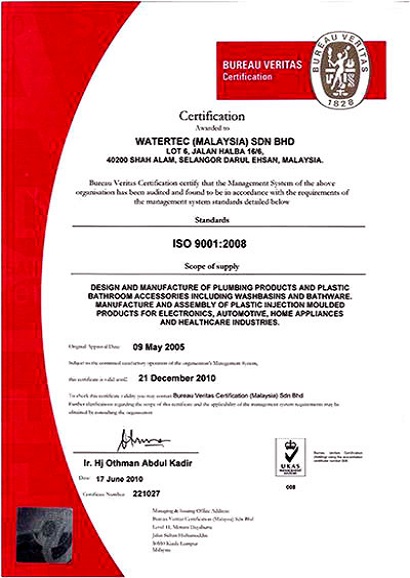 BUREAU VERITAS
Certification
BUREAU VERITAS
1828
Certification
Awarded to
WATERTEC (MALAYSIA) SDN BHD
LOT 6, JALAN HALBA 16/6,
40200 SHAH ALAM, SELANGOR DARUL EHSAN, MALAYSIA.
Bureau Veritas Certification certify that the Management System of the above
organisation has been audited and found to be in accordance with the requirements of
the management system standards detailed below
Standards
ISO 9001:2008
Scope of supply
DESIGN AND MANUFACTURE OF PLUMBING PRODUCTS AND PLASTIC
BATHROOM ACCESSORIES INCLUDING WASHBASINS AND BATHWARE.
MANUFACTURE AND ASSEMBLY OF PLASTIC INJECTION MOULDED
PRODUCTS FOR ELECTRONICS, AUTOMOTIVE, HOME APPLIANCES
AND HEALTHCARE INDUSTRIES.
Original Approval Date: 09 May 2005
Subject to the continued satisfactory operation of the organisation's Management System,
this certificate is valid until: 21 December 2010
To check this certificate validity you may contact Bureau Veritas Certification (Malaysia) Sdn Bhd
Further clarifications regarding the scope of this certificate and the applicability of the management system requirements may be
obtained by consulting the organisation
Ir. Hj Othman Abdul Kadir
Date: 17 June 2010
Certificate Number: 221027
UKAS
MANAGEMENT
SYSTEMS
008
Managing & Issuing Office Address:
Bureau Veritas Certification (Malaysia) Sdn Bhd
Level 11, Menara Dayabumi
Jalan Sultan Hishamuddin
Kuala Lumpur
Malaysia